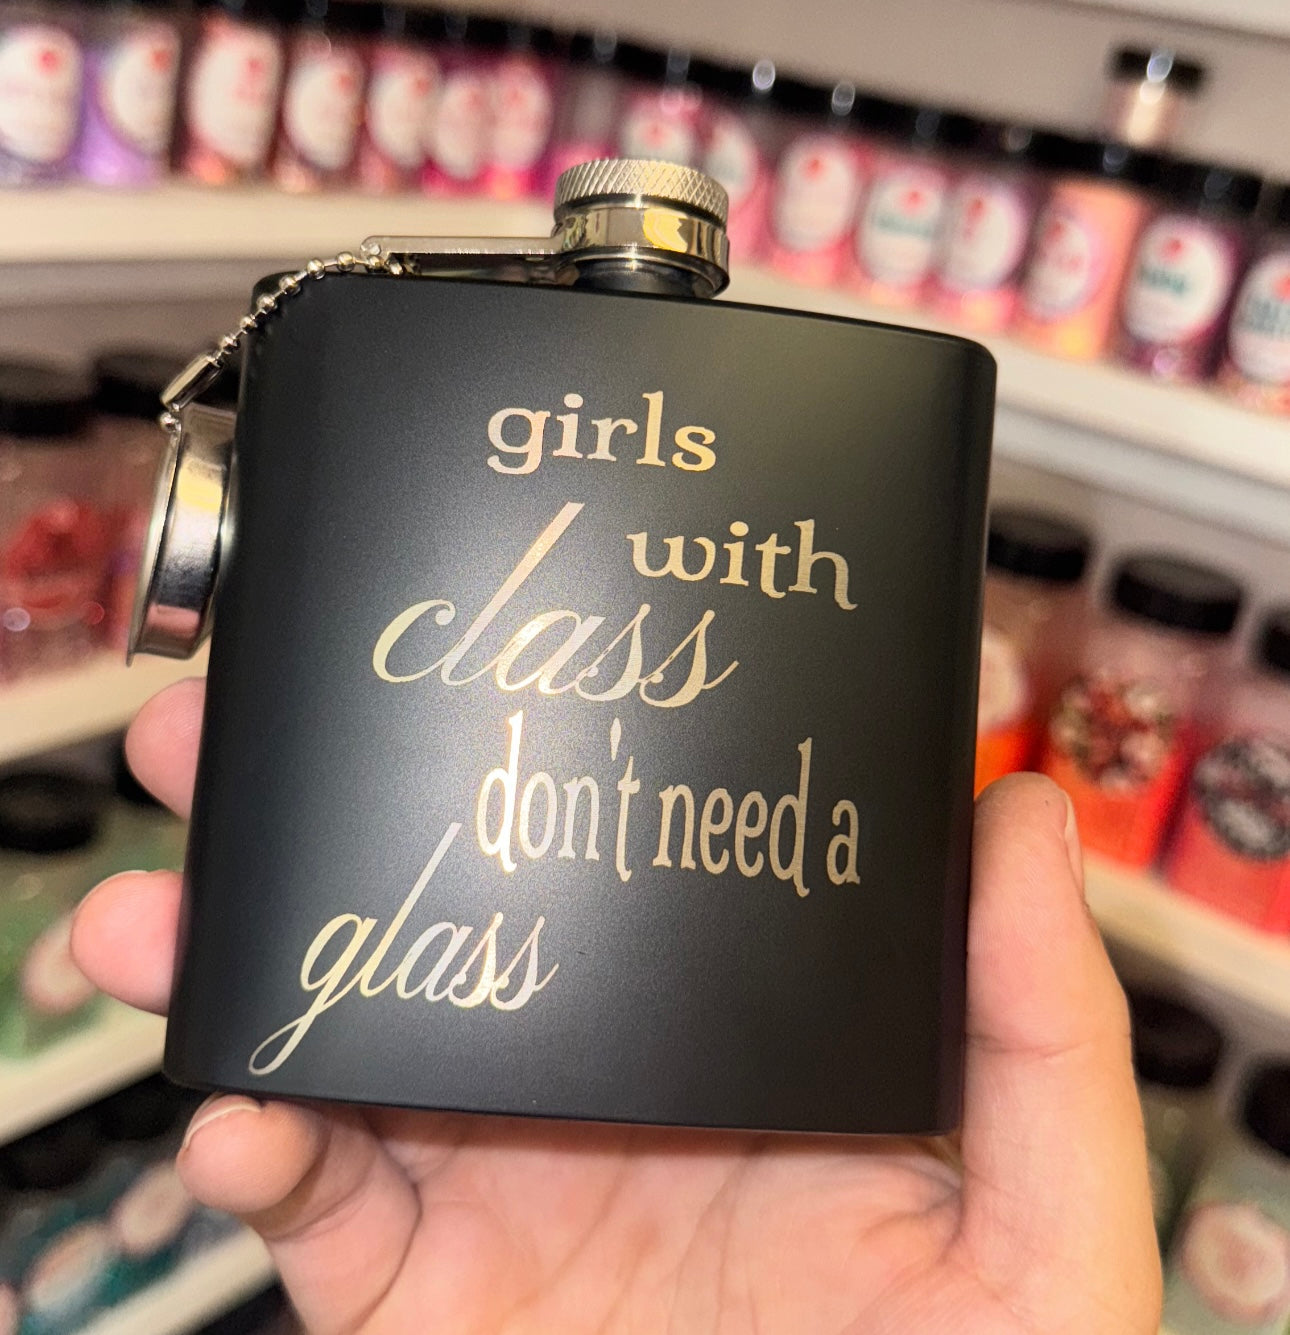 girls
with
class
don't need a
glass